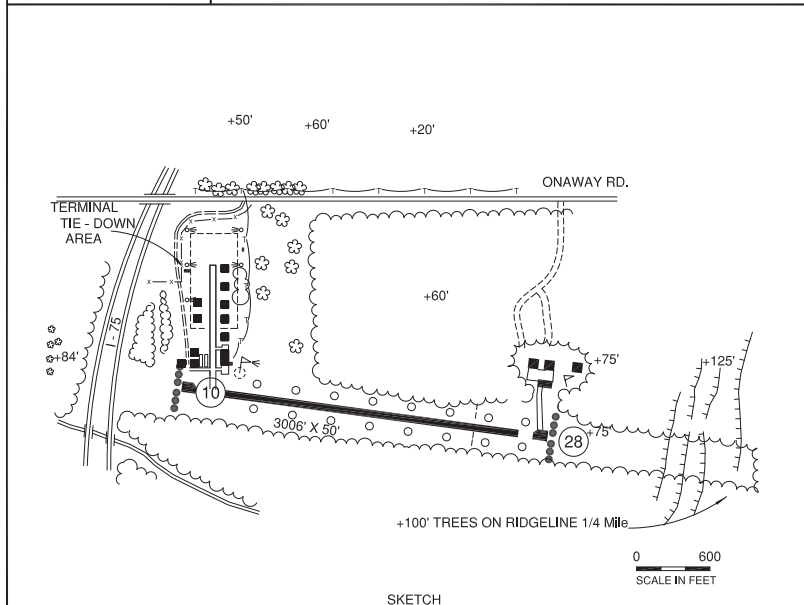 +50'
+60'
+20'
ONAWAY RD.
TERMINAL
TIE - DOWN
AREA
I-75
+84'
+60'
+75'
+125'
10
3006' X 50'
+75'
28
+100' TREES ON RIDGELINE 1/4 Mile
0 600
SCALE IN FEET
SKETCH